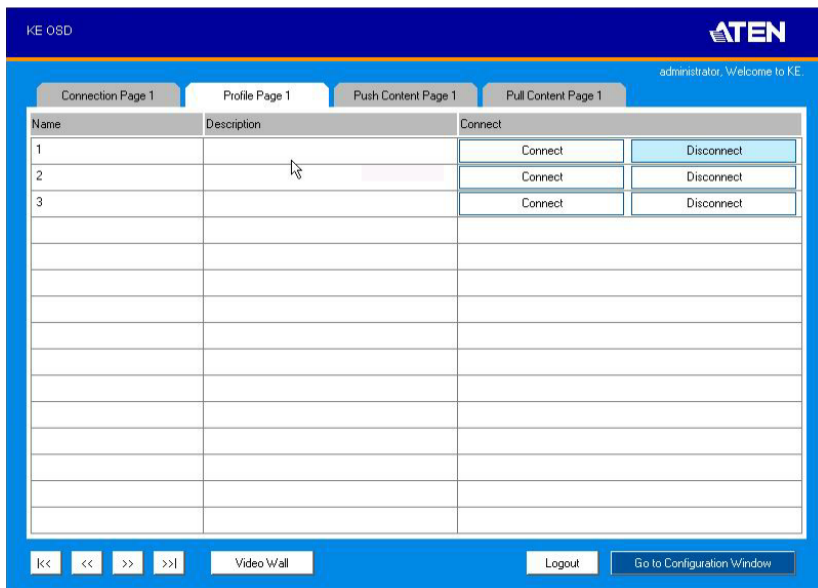 KE OSD
ATEN
administrator, Welcome to KE.
Connection Page 1 Profile Page 1 Push Content Page 1 Pull Content Page 1
Name Description Connect
1 Connect Disconnect
2 Connect Disconnect
3 Connect Disconnect
|<< << >> >>| Video Wall Logout Go to Configuration Window